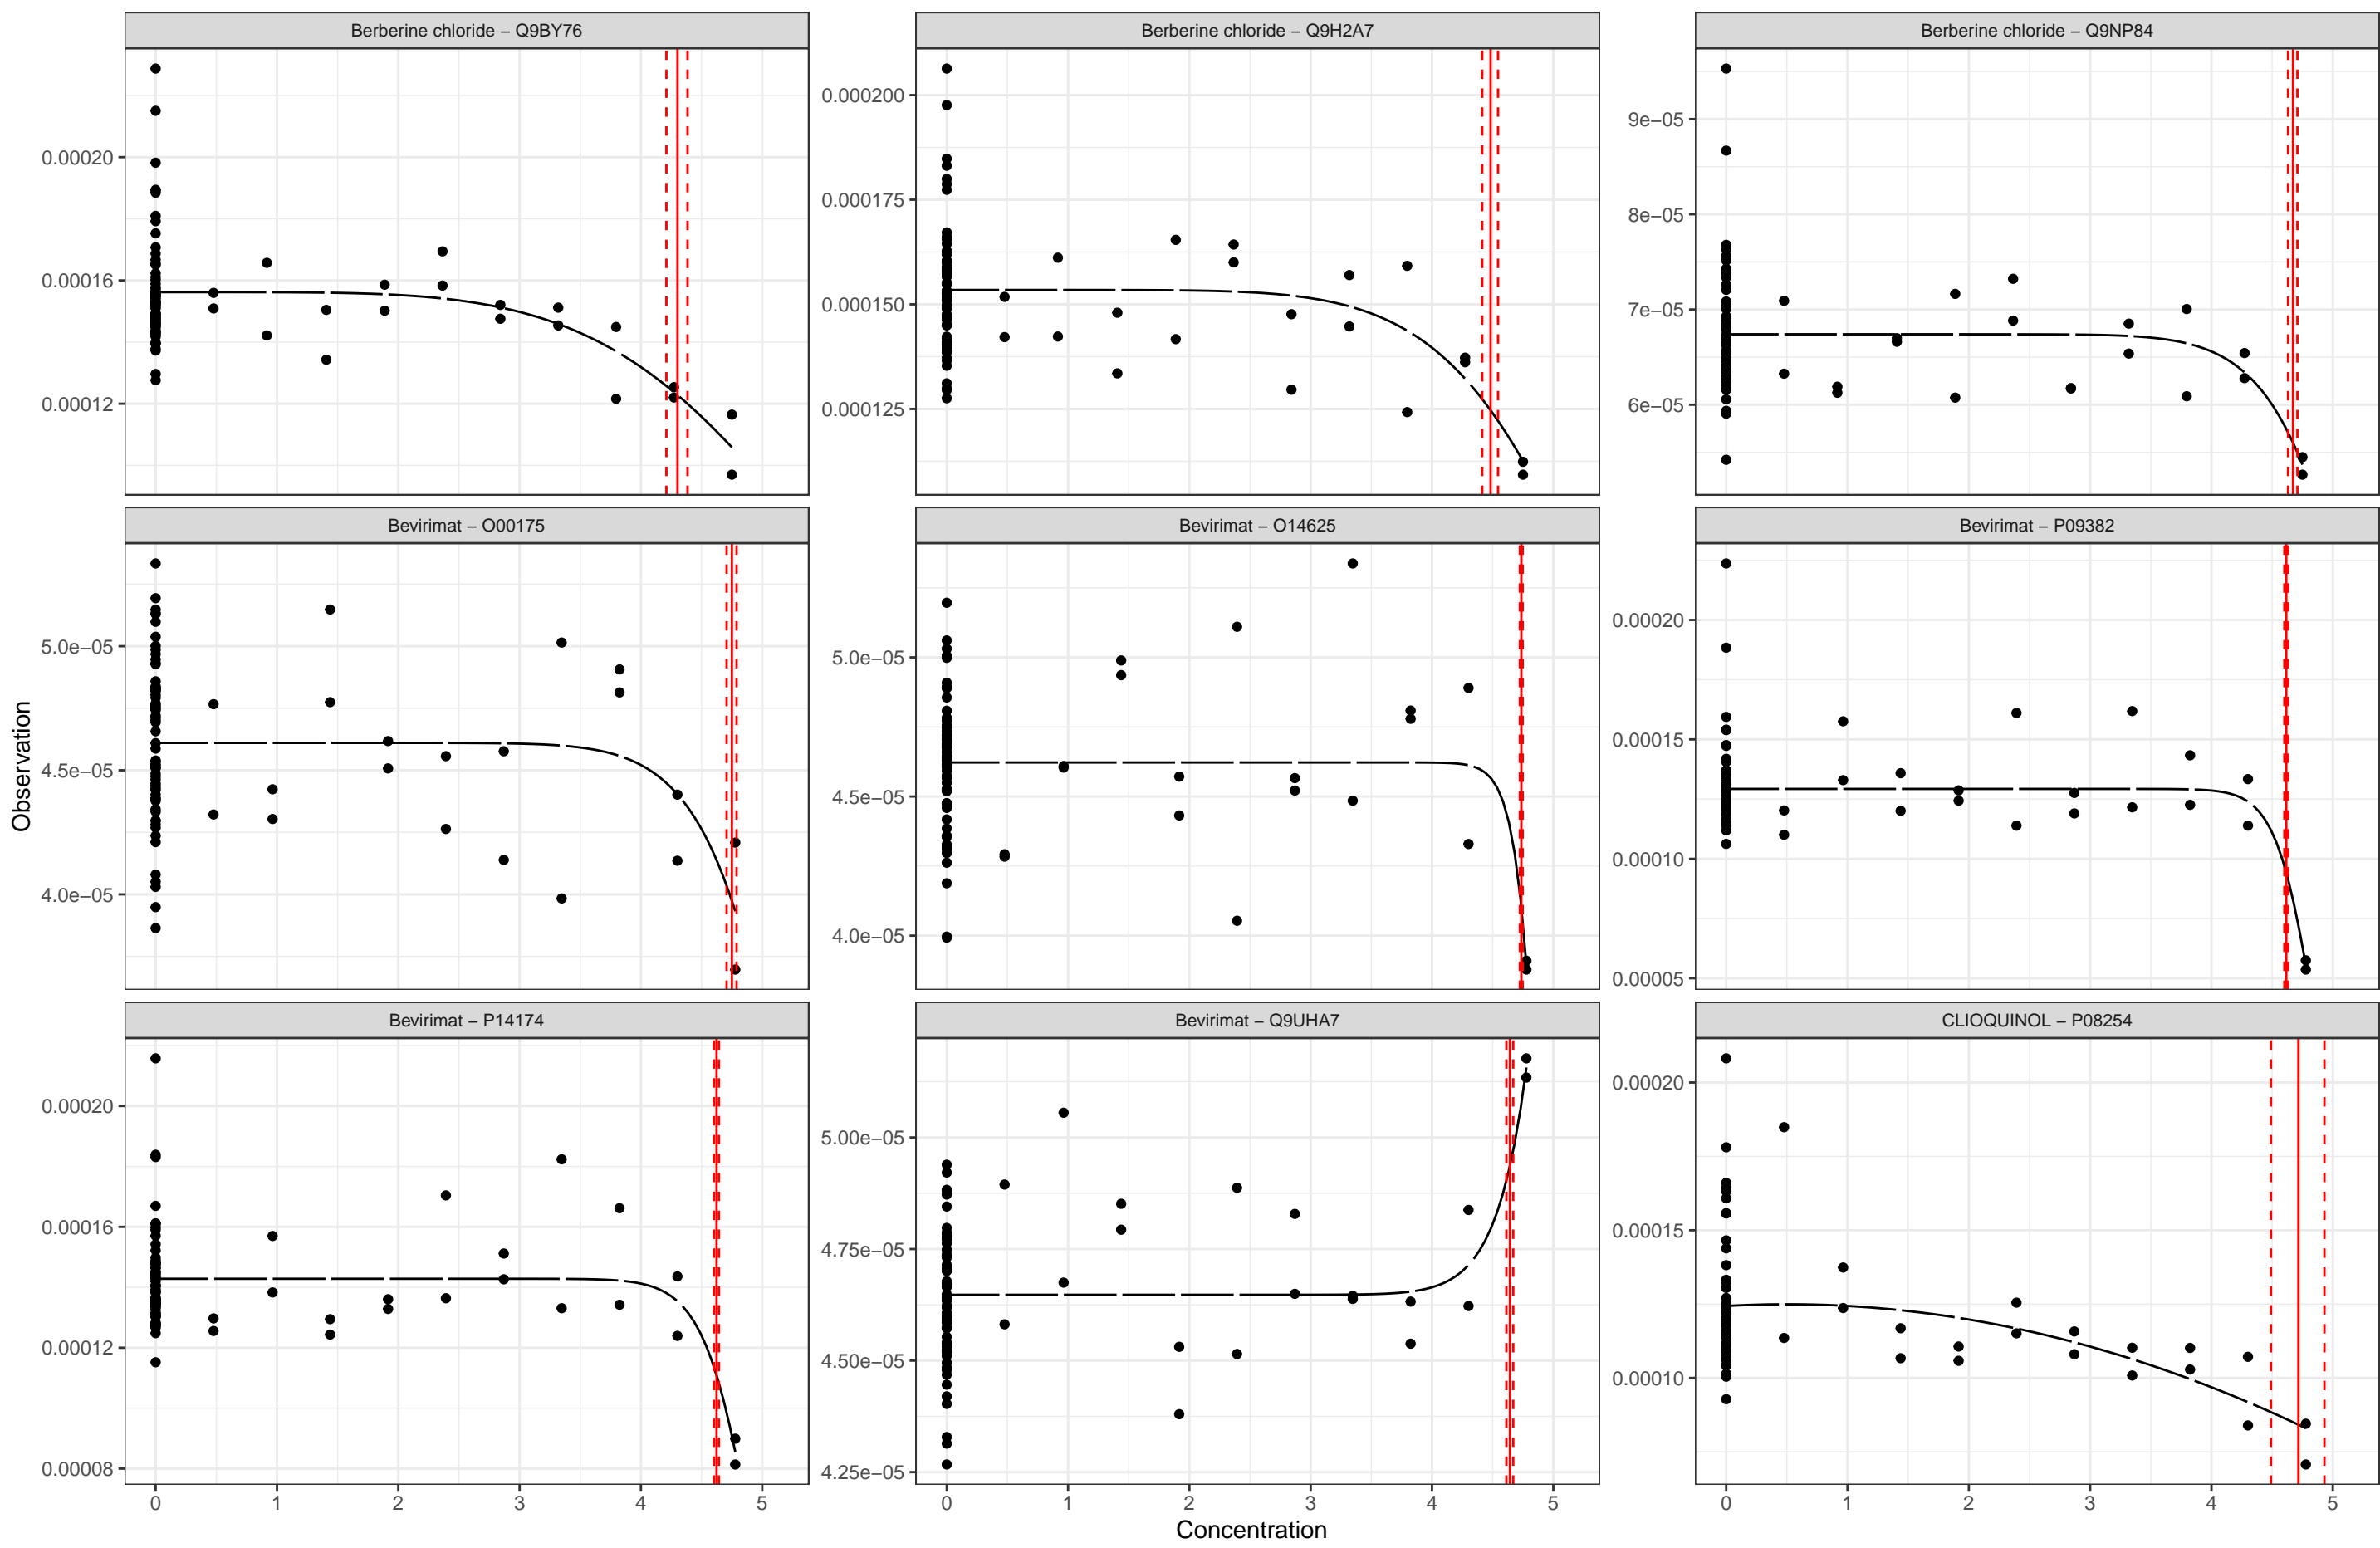 Berberine chloride – Q9BY76
Berberine chloride – Q9H2A7
Berberine chloride – Q9NP84
0.00020
0.00016
0.00012
0.000200
0.000175
0.000150
0.000125
9e−05
8e−05
7e−05
6e−05
Bevirimat – O00175
Bevirimat – O14625
Bevirimat – P09382
5.0e−05
4.5e−05
4.0e−05
5.0e−05
4.5e−05
4.0e−05
0.00020
0.00015
0.00010
0.00005
Observation
Bevirimat – P14174
Bevirimat – Q9UHA7
CLIOQUINOL – P08254
0.00020
0.00016
0.00012
0.00008
5.00e−05
4.75e−05
4.50e−05
4.25e−05
0.00020
0.00015
0.00010
0 1 2 3 4 5
0 1 2 3 4 5
0 1 2 3 4 5
Concentration